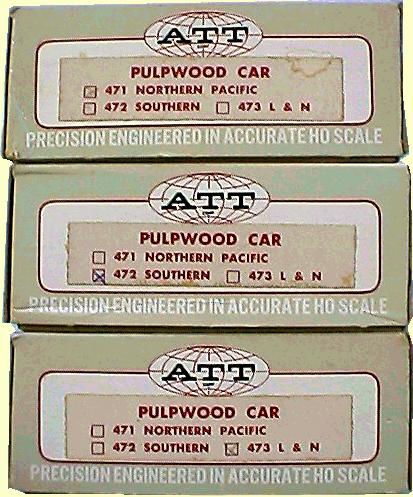 ATT
PULPWOOD CAR
☒ 471 NORTHERN PACIFIC
☐ 472 SOUTHERN ☐ 473 L & N
PRECISION ENGINEERED IN ACCURATE HO SCALE
ATT
PULPWOOD CAR
☐ 471 NORTHERN PACIFIC
☒ 472 SOUTHERN ☐ 473 L & N
PRECISION ENGINEERED IN ACCURATE HO SCALE
ATT
PULPWOOD CAR
☐ 471 NORTHERN PACIFIC
☐ 472 SOUTHERN ☒ 473 L & N
PRECISION ENGINEERED IN ACCURATE HO SCALE